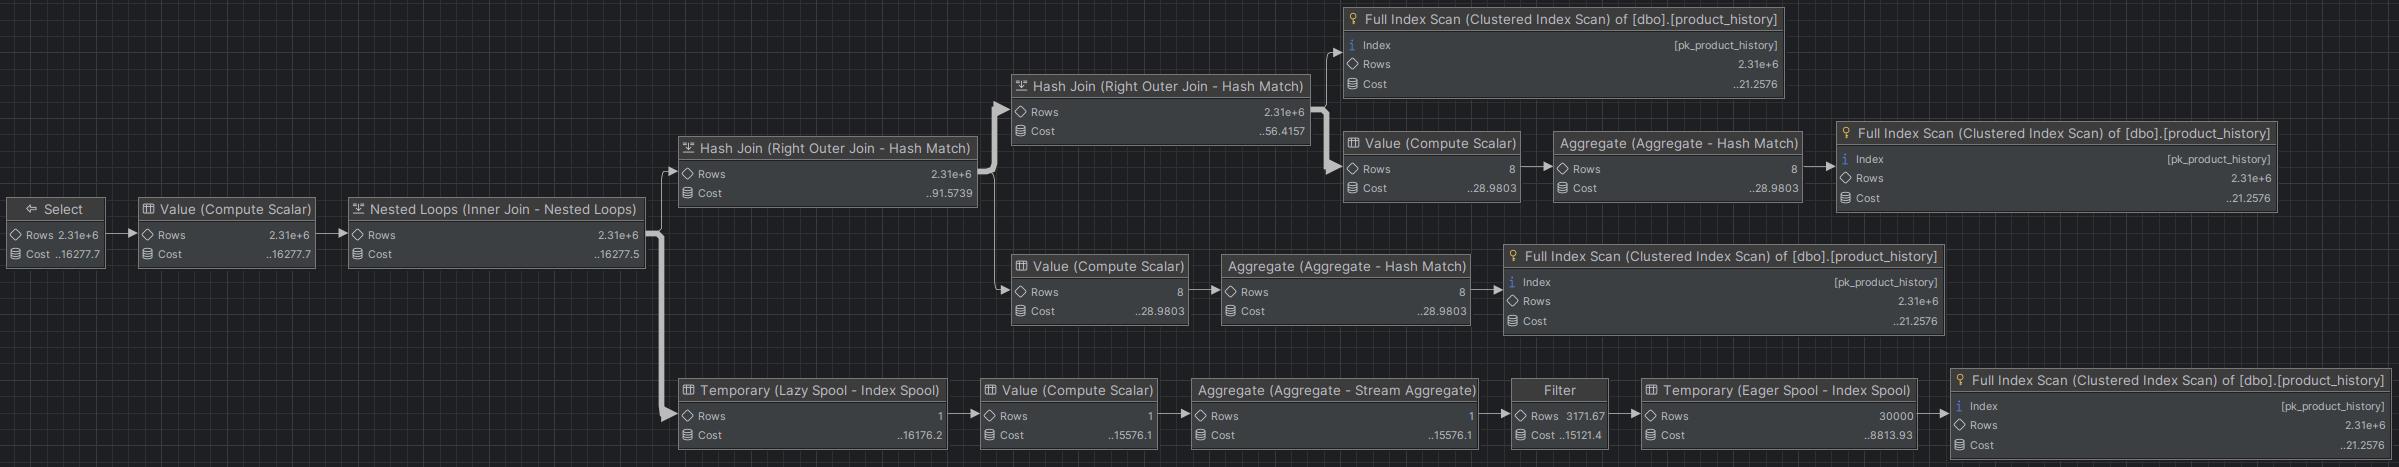 Full Index Scan (Clustered Index Scan) of [dbo].[product_history]
Index [pk_product_history]
Rows 2.31e+6
Cost ..21.2576
Hash Join (Right Outer Join - Hash Match)
Rows 2.31e+6
Cost ..56.4157
Value (Compute Scalar)
Rows 8
Cost ..28.9803
Aggregate (Aggregate - Hash Match)
Rows 8
Cost ..28.9803
Full Index Scan (Clustered Index Scan) of [dbo].[product_history]
Index [pk_product_history]
Rows 2.31e+6
Cost ..21.2576
Hash Join (Right Outer Join - Hash Match)
Rows 2.31e+6
Cost ..91.5739
Select
Rows 2.31e+6
Cost ..16277.7
Value (Compute Scalar)
Rows 2.31e+6
Cost ..16277.7
Nested Loops (Inner Join - Nested Loops)
Rows 2.31e+6
Cost ..16277.5
Value (Compute Scalar)
Rows 8
Cost ..28.9803
Aggregate (Aggregate - Hash Match)
Rows 8
Cost ..28.9803
Full Index Scan (Clustered Index Scan) of [dbo].[product_history]
Index [pk_product_history]
Rows 2.31e+6
Cost ..21.2576
Temporary (Lazy Spool - Index Spool)
Rows 1
Cost ..16176.2
Value (Compute Scalar)
Rows 1
Cost ..15576.1
Aggregate (Aggregate - Stream Aggregate)
Rows 1
Cost ..15576.1
Filter
Rows 3171.67
Cost ..15121.4
Temporary (Eager Spool - Index Spool)
Rows 30000
Cost ..8813.93
Full Index Scan (Clustered Index Scan) of [dbo].[product_history]
Index [pk_product_history]
Rows 2.31e+6
Cost ..21.2576